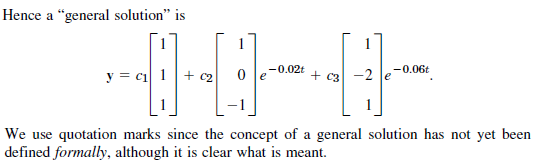 Hence a “general solution” is
y = c₁ [1 1 1] + c₂ [1 0 −1] e^−0.02t + c₃ [1 −2 1] e^−0.06t.
We use quotation marks since the concept of a general solution has not yet been
defined formally, although it is clear what is meant.